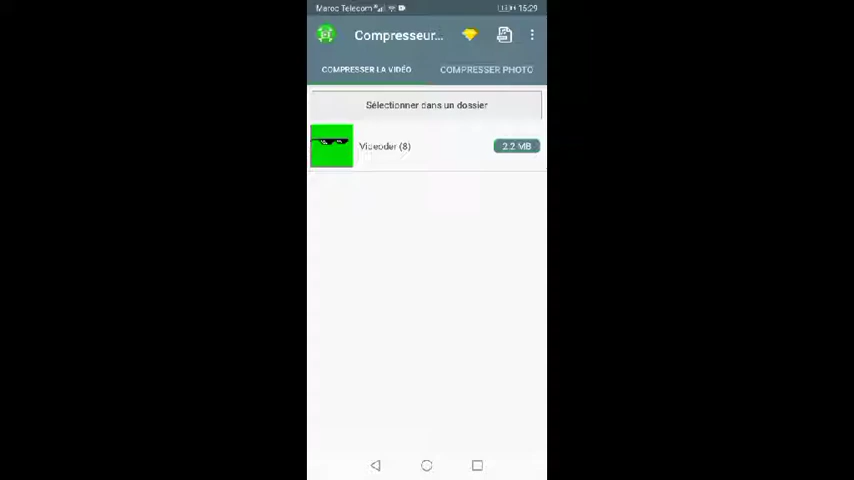 Maroc Telecom 15:29
Compresseur...
COMPRESSER LA VIDÉO COMPRESSER PHOTO
Sélectionner dans un dossier
Videoder (8) 2.2 MB